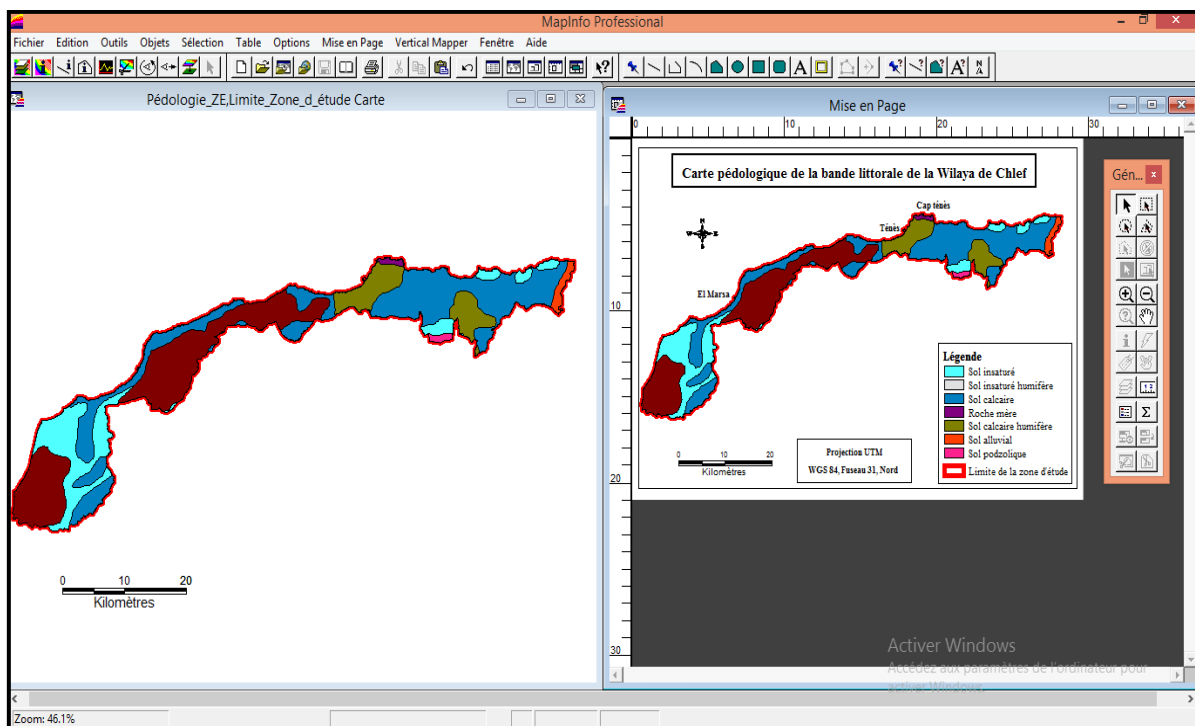 MapInfo Professional
Fichier Edition Outils Objets Sélection Table Options Mise en Page Vertical Mapper Fenêtre Aide
Pédologie_ZE,Limite_Zone_d_étude Carte
0 10 20
Kilomètres
Mise en Page
0 10 20 30
10
20
30
Carte pédologique de la bande littorale de la Wilaya de Chlef
N
W E
S
Cap ténès
Ténès
El Marsa
Légende
Sol insaturé
Sol insaturé humifère
Sol calcaire
Roche mère
Sol calcaire humifère
Sol alluvial
Sol podzolique
Limite de la zone d'étude
0 10 20
Kilomètres
Projection UTM
WGS 84, Fuseau 31, Nord
Gén...
Activer Windows
Accédez aux paramètres de l'ordinateur pour
activer Windows.
Zoom: 46.1%